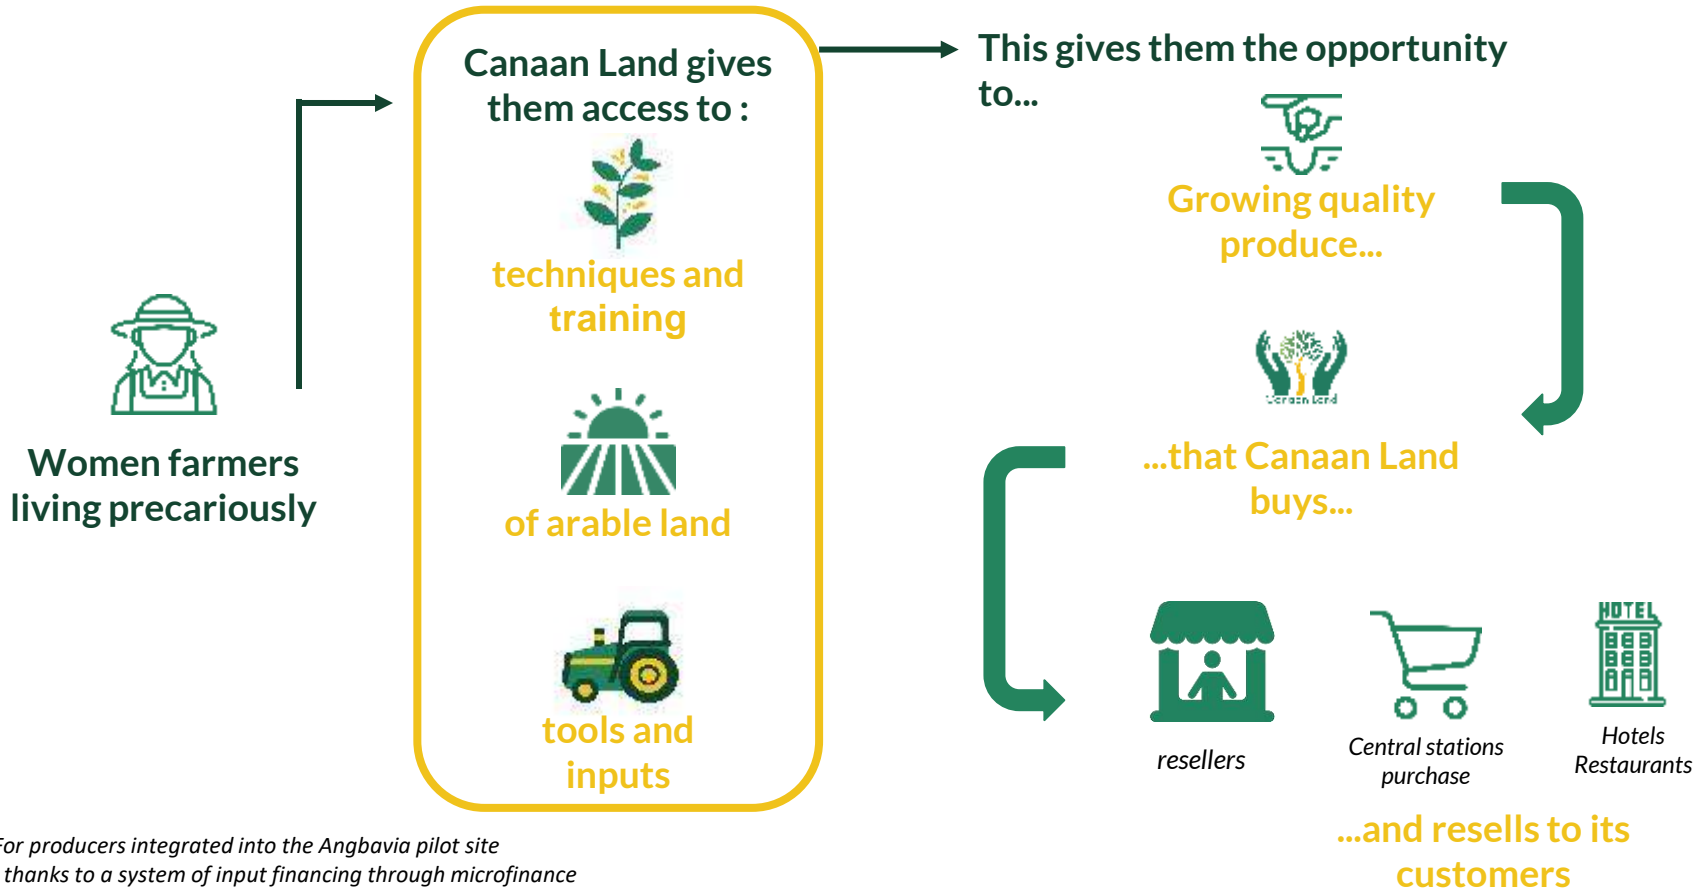 Canaan Land gives
them access to :
techniques and
training
of arable land
tools and
inputs
Women farmers
living precariously
This gives them the opportunity
to...
Growing quality
produce...
Canaan Land
...that Canaan Land
buys...
HOTEL
resellers
Central stations
purchase
Hotels
Restaurants
...and resells to its
customers
For producers integrated into the Angbavia pilot site
thanks to a system of input financing through microfinance